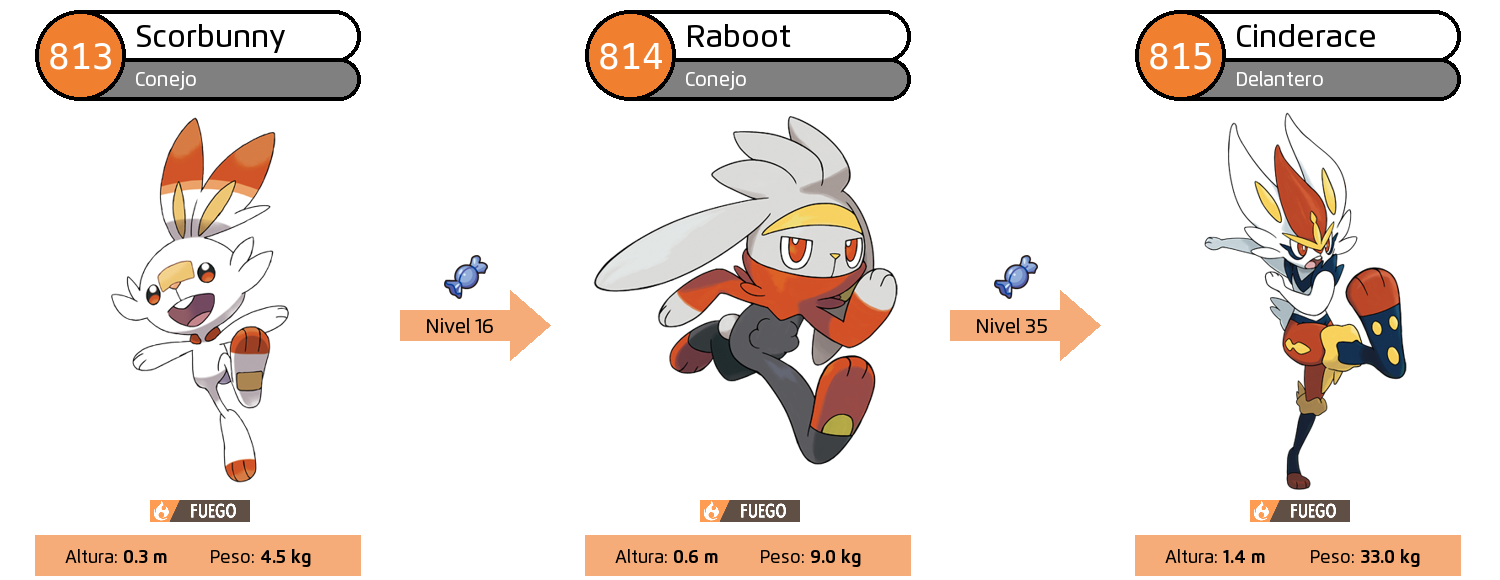 813
Scorbunny
Conejo
814
Raboot
Conejo
815
Cinderace
Delantero
Nivel 16
Nivel 35
FUEGO
FUEGO
FUEGO
Altura: 0.3 m Peso: 4.5 kg
Altura: 0.6 m Peso: 9.0 kg
Altura: 1.4 m Peso: 33.0 kg